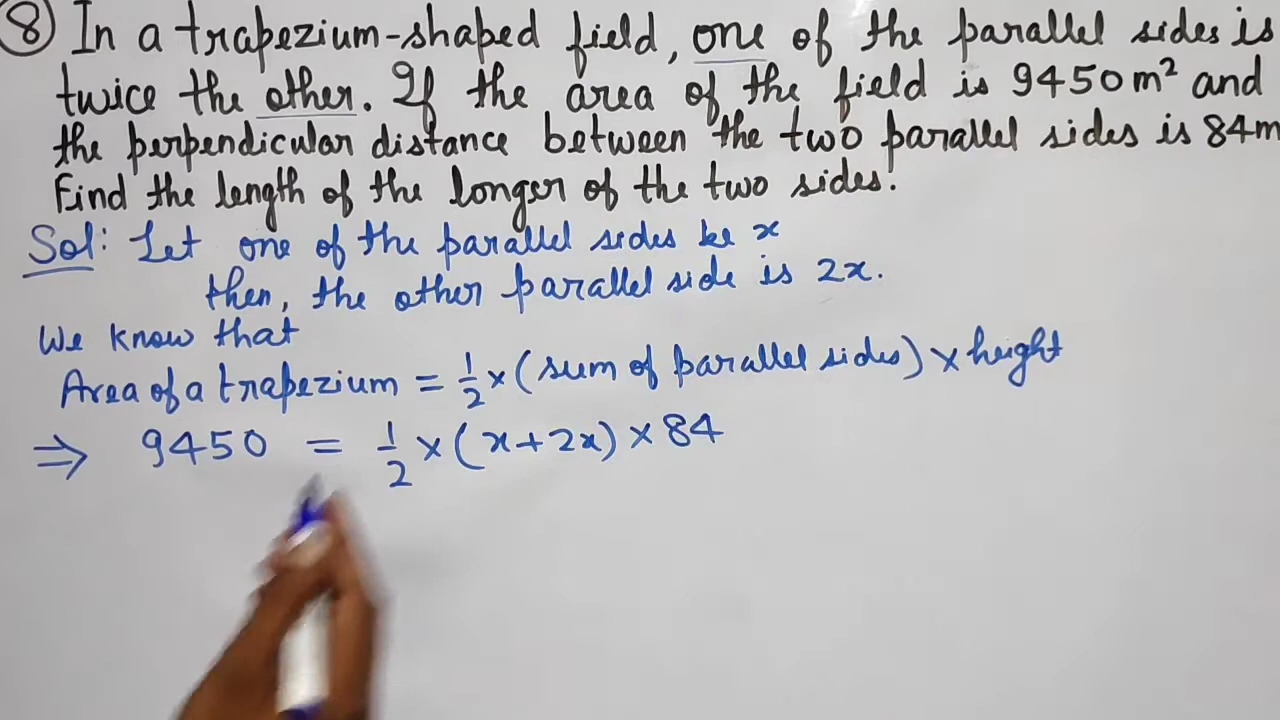 8 In a trapezium-shaped field, one of the parallel sides is
twice the other. If the area of the field is 9450 m² and
the perpendicular distance between the two parallel sides is 84m
Find the length of the longer of the two sides.
Sol: Let one of the parallel sides be x
then, the other parallel side is 2x.
We know that
Area of a trapezium = 1/2 × (sum of parallel sides) × height
⇒ 9450 = 1/2 × (x+2x) × 84